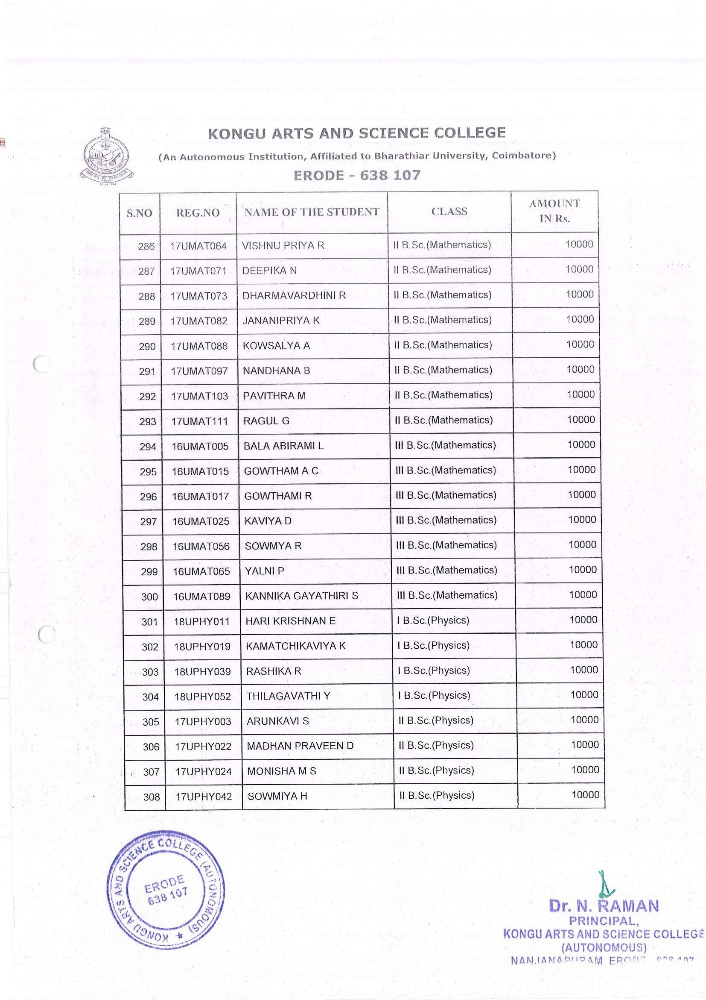 KONGU ARTS AND SCIENCE COLLEGE
(An Autonomous Institution, Affiliated to Bharathiar University, Coimbatore)
ERODE - 638 107
S.NO REG.NO NAME OF THE STUDENT CLASS AMOUNT IN Rs.
286 17UMAT064 VISHNU PRIYA R II B.Sc.(Mathematics) 10000
287 17UMAT071 DEEPIKA N II B.Sc.(Mathematics) 10000
288 17UMAT073 DHARMAVARDHINI R II B.Sc.(Mathematics) 10000
289 17UMAT082 JANANIPRIYA K II B.Sc.(Mathematics) 10000
290 17UMAT088 KOWSALYA A II B.Sc.(Mathematics) 10000
291 17UMAT097 NANDHANA B II B.Sc.(Mathematics) 10000
292 17UMAT103 PAVITHRA M II B.Sc.(Mathematics) 10000
293 17UMAT111 RAGUL G II B.Sc.(Mathematics) 10000
294 16UMAT005 BALA ABIRAMI L III B.Sc.(Mathematics) 10000
295 16UMAT015 GOWTHAM A C III B.Sc.(Mathematics) 10000
296 16UMAT017 GOWTHAMI R III B.Sc.(Mathematics) 10000
297 16UMAT025 KAVIYA D III B.Sc.(Mathematics) 10000
298 16UMAT056 SOWMYA R III B.Sc.(Mathematics) 10000
299 16UMAT065 YALNI P III B.Sc.(Mathematics) 10000
300 16UMAT089 KANNIKA GAYATHIRI S III B.Sc.(Mathematics) 10000
301 18UPHY011 HARI KRISHNAN E I B.Sc.(Physics) 10000
302 18UPHY019 KAMATCHIKAVIYA K I B.Sc.(Physics) 10000
303 18UPHY039 RASHIKA R I B.Sc.(Physics) 10000
304 18UPHY052 THILAGAVATHI Y I B.Sc.(Physics) 10000
305 17UPHY003 ARUNKAVI S II B.Sc.(Physics) 10000
306 17UPHY022 MADHAN PRAVEEN D II B.Sc.(Physics) 10000
307 17UPHY024 MONISHA M S II B.Sc.(Physics) 10000
308 17UPHY042 SOWMIYA H II B.Sc.(Physics) 10000
KONGU ARTS AND SCIENCE COLLEGE (AUTONOMOUS)
ERODE
638 107
Dr. N. RAMAN
PRINCIPAL,
KONGU ARTS AND SCIENCE COLLEGE
(AUTONOMOUS)
NANJANAPURAM ERODE 638 107